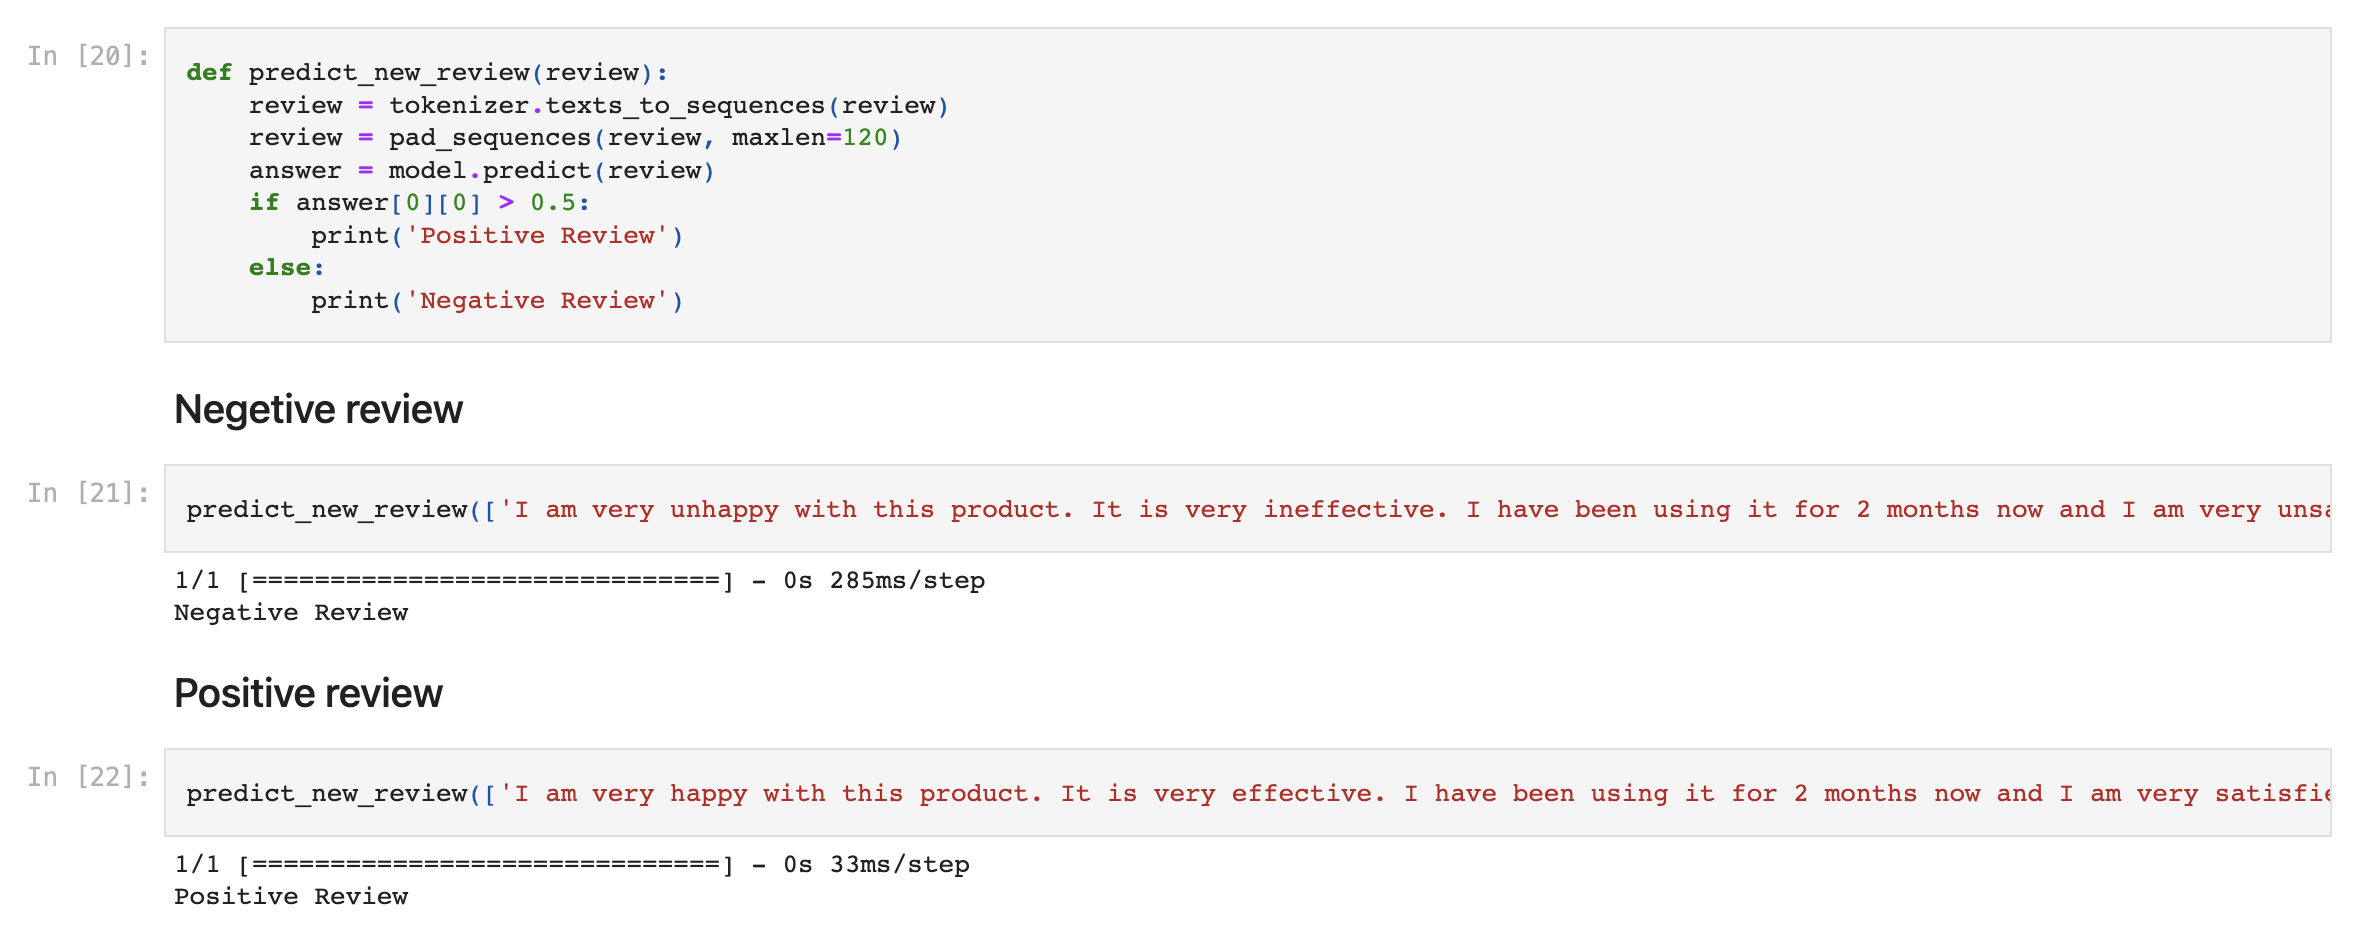 In [20]:
def predict_new_review(review):
    review = tokenizer.texts_to_sequences(review)
    review = pad_sequences(review, maxlen=120)
    answer = model.predict(review)
    if answer[0][0] > 0.5:
        print('Positive Review')
    else:
        print('Negative Review')
Negetive review
In [21]:
predict_new_review(['I am very unhappy with this product. It is very ineffective. I have been using it for 2 months now and I am very
1/1 [==============================] - 0s 285ms/step
Negative Review
Positive review
In [22]:
predict_new_review(['I am very happy with this product. It is very effective. I have been using it for 2 months now and I am very
1/1 [==============================] - 0s 33ms/step
Positive Review